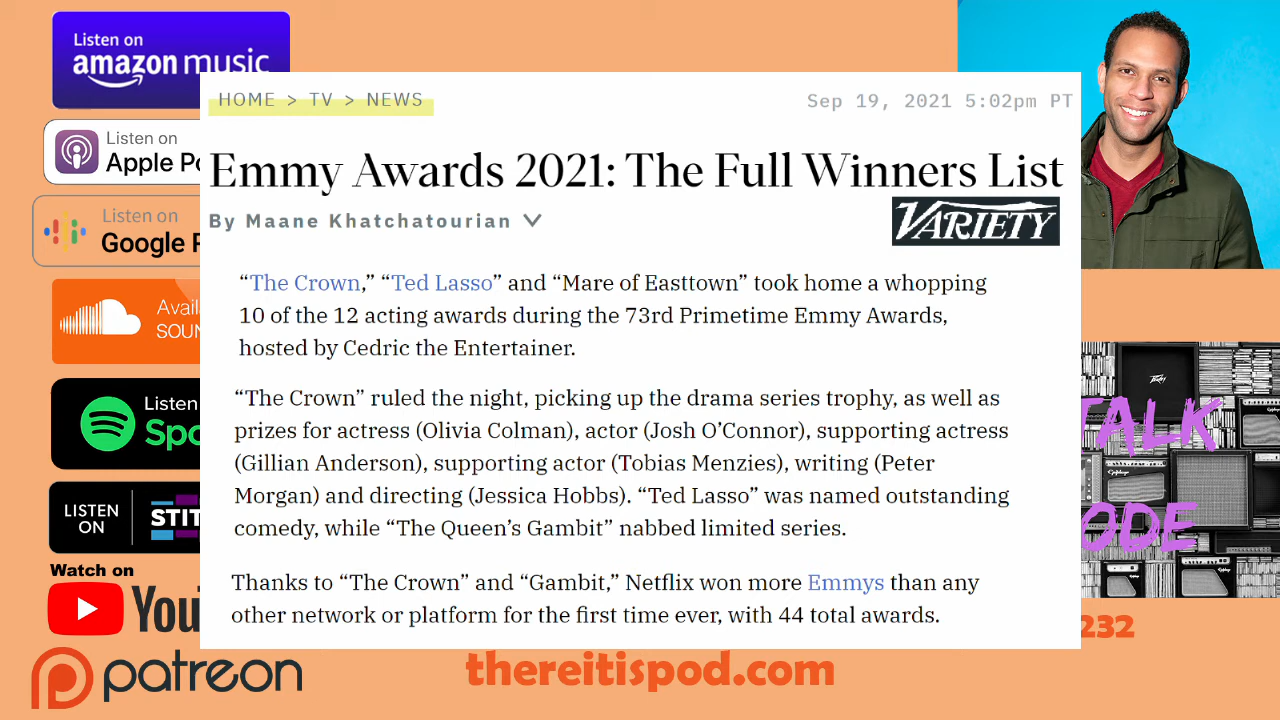 Listen on
amazon music
Listen on
Apple Po
Listen on
Google P
Availa
SOUN
Listen
Spo
LISTEN
ON
STIT
Watch on
You
patreon
HOME > TV > NEWS
Sep 19, 2021 5:02pm PT
Emmy Awards 2021: The Full Winners List
By Maane Khatchatourian
VARIETY
“The Crown,” “Ted Lasso” and “Mare of Easttown” took home a whopping
10 of the 12 acting awards during the 73rd Primetime Emmy Awards,
hosted by Cedric the Entertainer.
“The Crown” ruled the night, picking up the drama series trophy, as well as
prizes for actress (Olivia Colman), actor (Josh O’Connor), supporting actress
(Gillian Anderson), supporting actor (Tobias Menzies), writing (Peter
Morgan) and directing (Jessica Hobbs). “Ted Lasso” was named outstanding
comedy, while “The Queen’s Gambit” nabbed limited series.
Thanks to “The Crown” and “Gambit,” Netflix won more Emmys than any
other network or platform for the first time ever, with 44 total awards.
PEAVEY
TALK
Epiphone
ODE
232
thereitispod.com